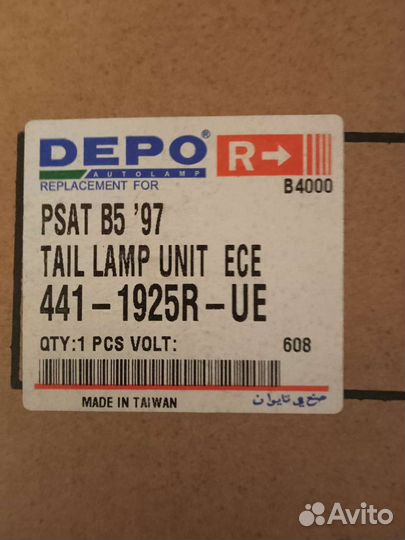 DEPO®
AUTOLAMP
R→
REPLACEMENT FOR
B4000
PSAT B5 '97
TAIL LAMP UNIT ECE
441-1925R-UE
QTY:1 PCS VOLT:
608
MADE IN TAIWAN
صنع في تايوان
Avito